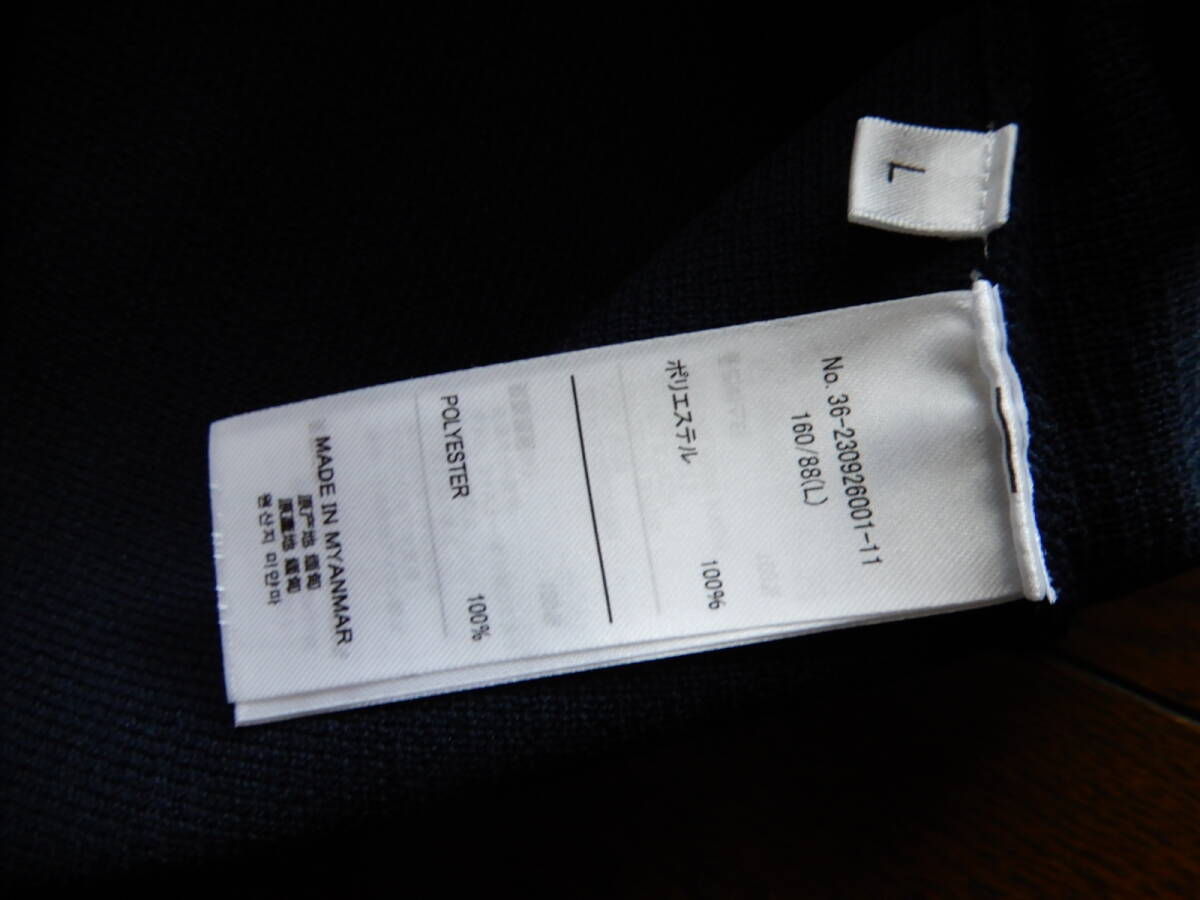 L
No. 36-230926001-11
160/88(L)
ポリエステル 100%
POLYESTER 100%
MADE IN MYANMAR
原产地 缅甸
原產地 緬甸
원산지 미얀마